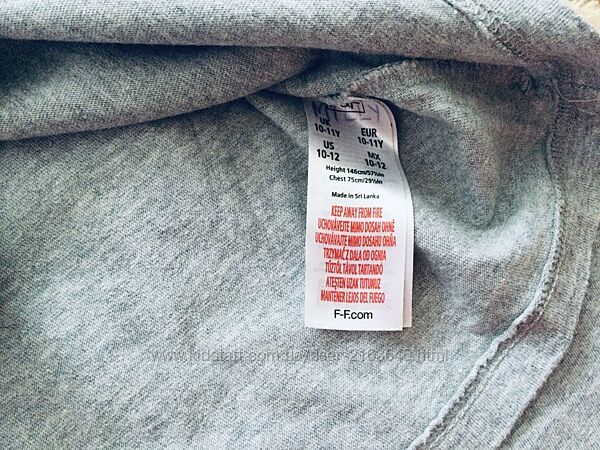 UK
10-11Y
EUR
10-11Y
US
10-12
MX
10-12
Height 146cm/57½in
Chest 75cm/29½in
Made in Sri Lanka
KEEP AWAY FROM FIRE
UCHOVÁVEJTE MIMO DOSAH OHNĚ
UCHOVÁVAJTE MIMO DOSAHU OHŇA
TRZYMAĆ Z DALA OD OGNIA
TŰZTŐL TÁVOL TARTANDÓ
ATEŞTEN UZAK TUTUNUZ
MANTENER LEJOS DEL FUEGO
F-F.com